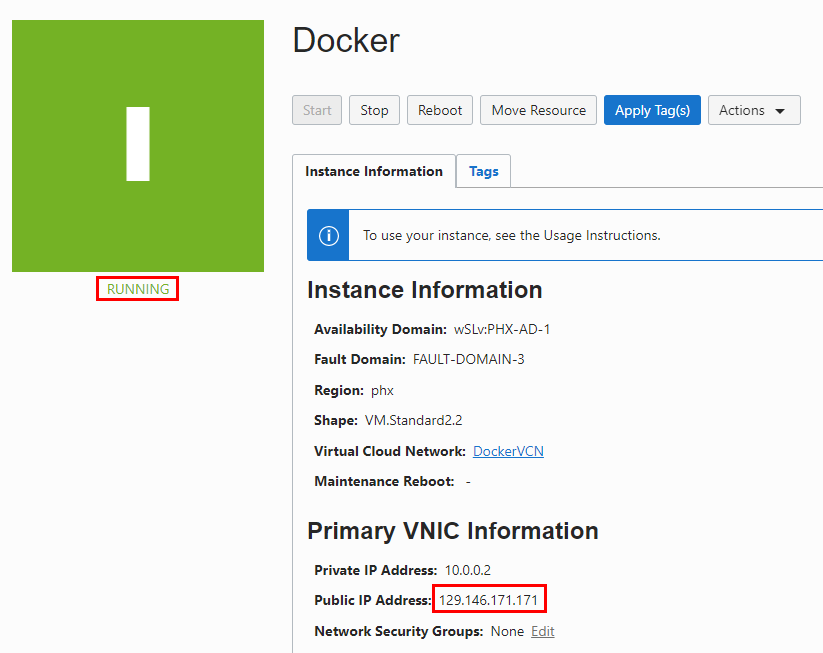 Docker
Start Stop Reboot Move Resource Apply Tag(s) Actions
I
Instance Information Tags
To use your instance, see the Usage Instructions.
RUNNING
Instance Information
Availability Domain: wSLv:PHX-AD-1
Fault Domain: FAULT-DOMAIN-3
Region: phx
Shape: VM.Standard2.2
Virtual Cloud Network: DockerVCN
Maintenance Reboot: -
Primary VNIC Information
Private IP Address: 10.0.0.2
Public IP Address: 129.146.171.171
Network Security Groups: None Edit